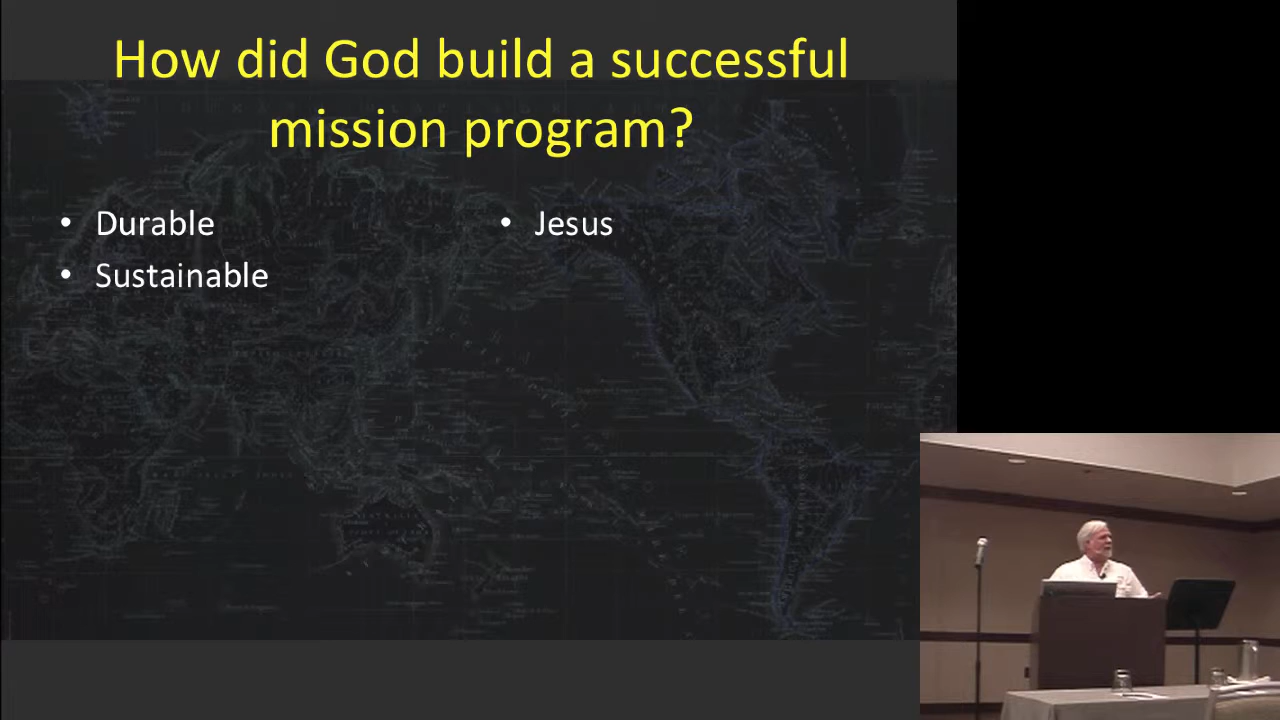 How did God build a successful
mission program?
• Durable
• Sustainable
• Jesus